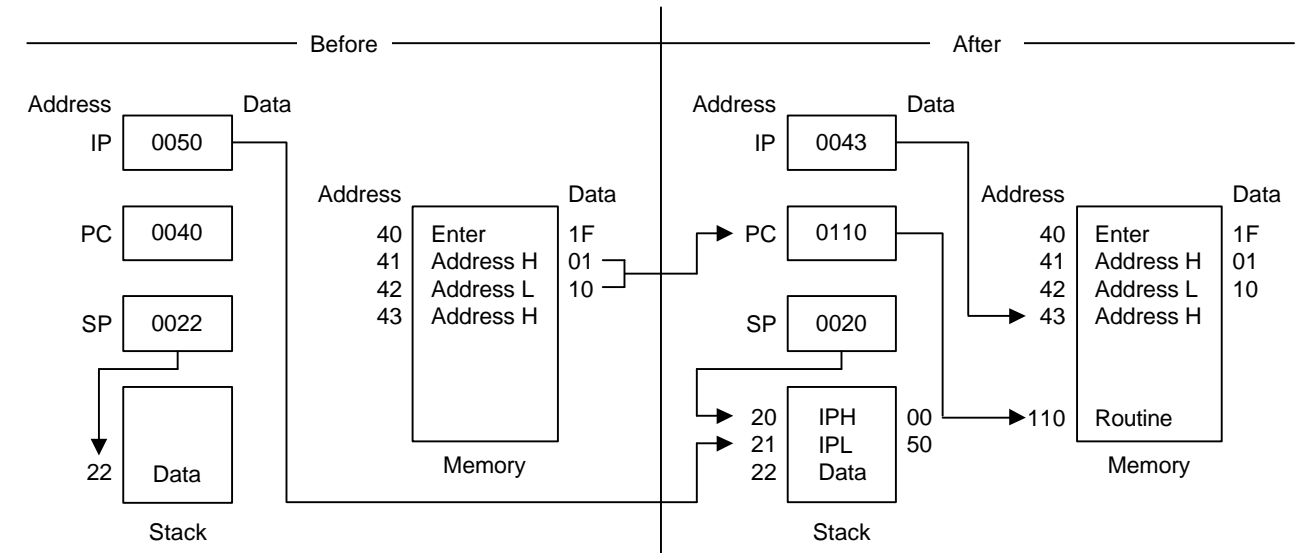 Before
Address Data
IP 0050
PC 0040
SP 0022
22 Data
Stack
Address Data
40 Enter 1F
41 Address H 01
42 Address L 10
43 Address H
Memory
After
Address Data
IP 0043
PC 0110
SP 0020
20 IPH 00
21 IPL 50
22 Data
Stack
Address Data
40 Enter 1F
41 Address H 01
42 Address L 10
43 Address H
110 Routine
Memory